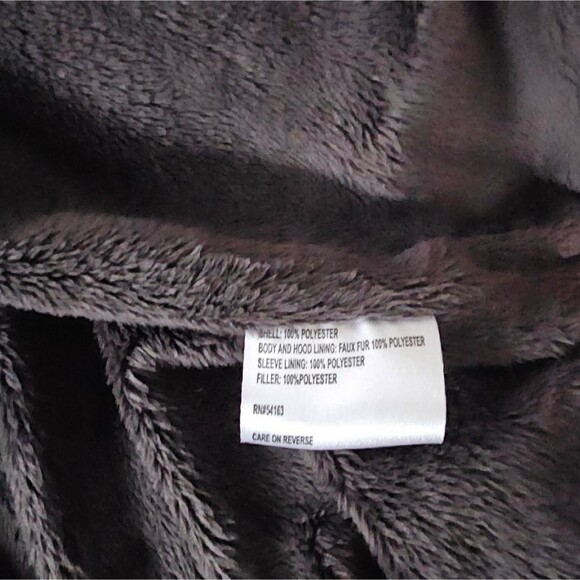 SHELL: 100% POLYESTER
BODY AND HOOD LINING: FAUX FUR 100% POLYESTER
SLEEVE LINING: 100% POLYESTER
FILLER: 100%POLYESTER
RN#54163
CARE ON REVERSE